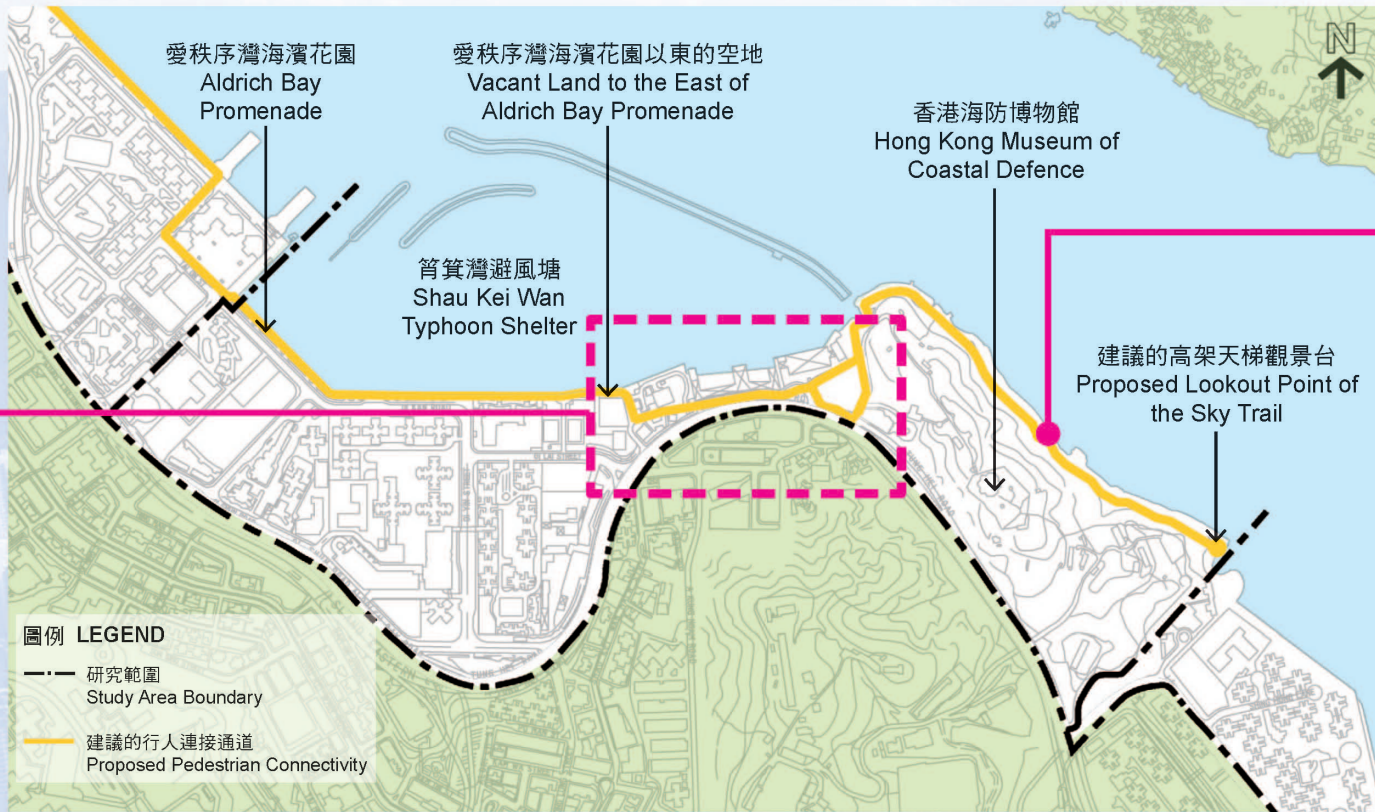 愛秩序灣海濱花園
Aldrich Bay
Promenade
愛秩序灣海濱花園以東的空地
Vacant Land to the East of
Aldrich Bay Promenade
香港海防博物館
Hong Kong Museum of
Coastal Defence
N
筲箕灣避風塘
Shau Kei Wan
Typhoon Shelter
建議的高架天梯觀景台
Proposed Lookout Point of
the Sky Trail
圖例 LEGEND
研究範圍
Study Area Boundary
建議的行人連接通道
Proposed Pedestrian Connectivity